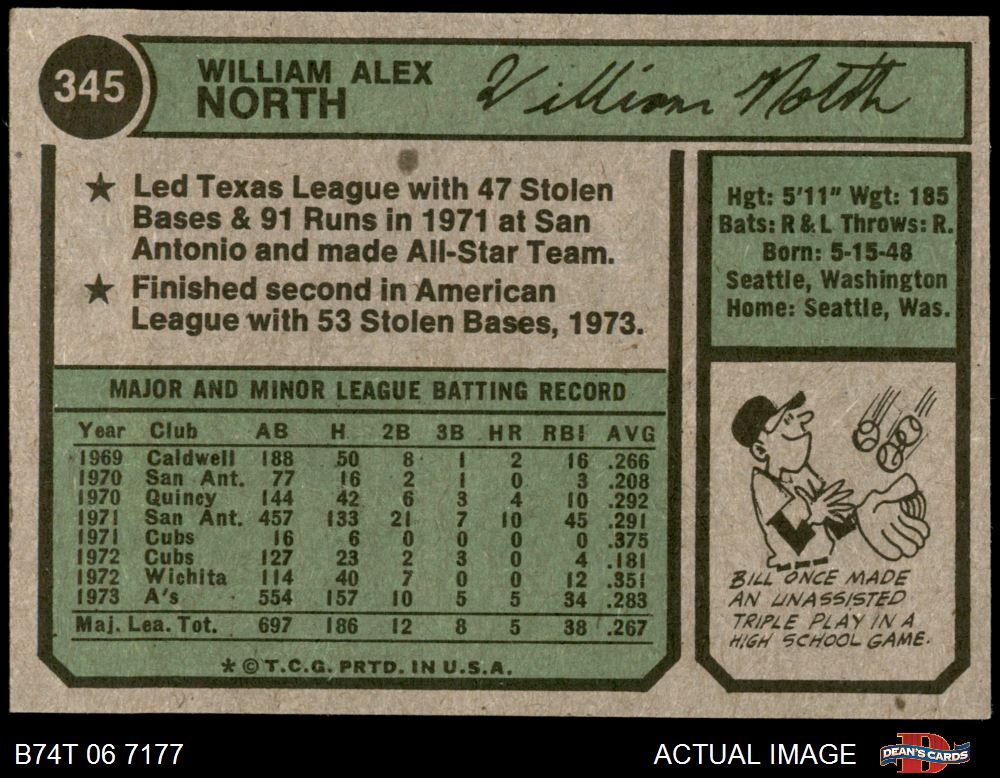 345
WILLIAM ALEX
NORTH
William North
★ Led Texas League with 47 Stolen
Bases & 91 Runs in 1971 at San
Antonio and made All-Star Team.
★ Finished second in American
League with 53 Stolen Bases, 1973.
Hgt: 5'11" Wgt: 185
Bats: R & L Throws: R.
Born: 5-15-48
Seattle, Washington
Home: Seattle, Was.
MAJOR AND MINOR LEAGUE BATTING RECORD
Year Club AB H 2B 3B HR RBI AVG
1969 Caldwell 188 50 8 1 2 16 .266
1970 San Ant. 77 16 2 1 0 3 .208
1970 Quincy 144 42 6 3 4 10 .292
1971 San Ant. 457 133 21 7 10 45 .291
1971 Cubs 16 6 0 0 0 0 .375
1972 Cubs 127 23 2 3 0 4 .181
1972 Wichita 114 40 7 0 0 12 .351
1973 A's 554 157 10 5 5 34 .283
Maj. Lea. Tot. 697 186 12 8 5 38 .267
* © T.C.G. PRTD. IN U.S.A.
BILL ONCE MADE
AN UNASSISTED
TRIPLE PLAY IN A
HIGH SCHOOL GAME.
B74T 06 7177
ACTUAL IMAGE
D
DEAN'S CARDS